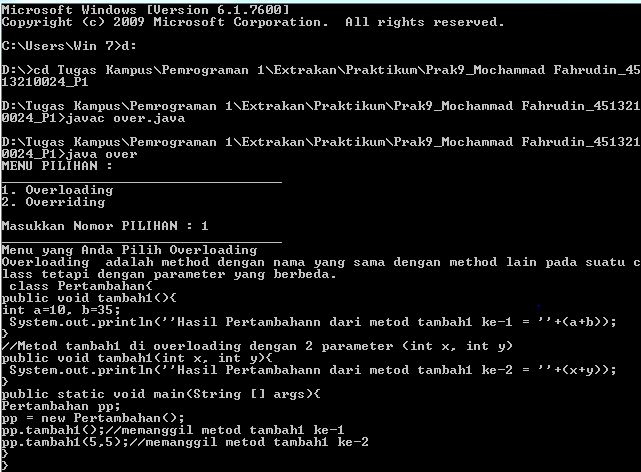 Microsoft Windows [Version 6.1.7600]
Copyright (c) 2009 Microsoft Corporation.  All rights reserved.
C:\Users\Win 7>d:
D:\>cd Tugas Kampus\Pemrograman 1\Extrakan\Praktikum\Prak9_Mochammad Fahrudin_45
13210024_P1
D:\Tugas Kampus\Pemrograman 1\Extrakan\Praktikum\Prak9_Mochammad Fahrudin_451321
0024_P1>javac over.java
D:\Tugas Kampus\Pemrograman 1\Extrakan\Praktikum\Prak9_Mochammad Fahrudin_451321
0024_P1>java over
MENU PILIHAN :
1. Overloading
2. Overriding
Masukkan Nomor PILIHAN : 1
Menu yang Anda Pilih Overloading
Overloading  adalah method dengan nama yang sama dengan method lain pada suatu c
lass tetapi dengan parameter yang berbeda.
 class Pertambahan{
public void tambah1(){
int a=10, b=35;
 System.out.println(''Hasil Pertambahann dari metod tambah1 ke-1 = ''+(a+b));
}
//Metod tambah1 di overloading dengan 2 parameter (int x, int y)
public void tambah1(int x, int y){
 System.out.println(''Hasil Pertambahann dari metod tambah1 ke-2 = ''+(x+y));
}
public static void main(String [] args){
Pertambahan pp;
pp = new Pertambahan();
pp.tambah1();//memanggil metod tambah1 ke-1
pp.tambah1(5,5);//memanggil metod tambah1 ke-2
}
}